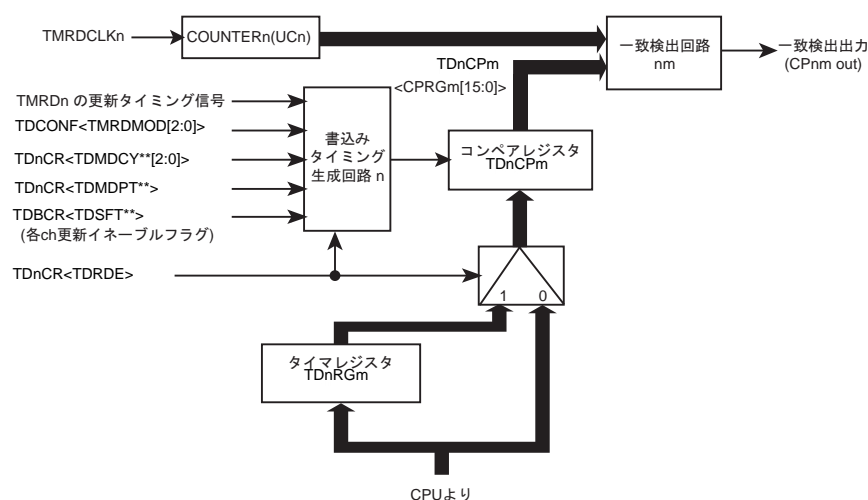 TMRDCLKn
COUNTERn(UCn)
一致検出回路
nm
一致検出出力
(CPnm out)
TDnCPm
<CPRGm[15:0]>
TMRDn の更新タイミング信号
TDCONF<TMRDMOD[2:0]>
TDnCR<TDMDCY**[2:0]>
TDnCR<TDMDPT**>
TDBCR<TDSFT**>
(各ch更新イネーブルフラグ)
TDnCR<TDRDE>
書込み
タイミング
生成回路 n
コンペアレジスタ
TDnCPm
1 0
タイマレジスタ
TDnRGm
CPUより